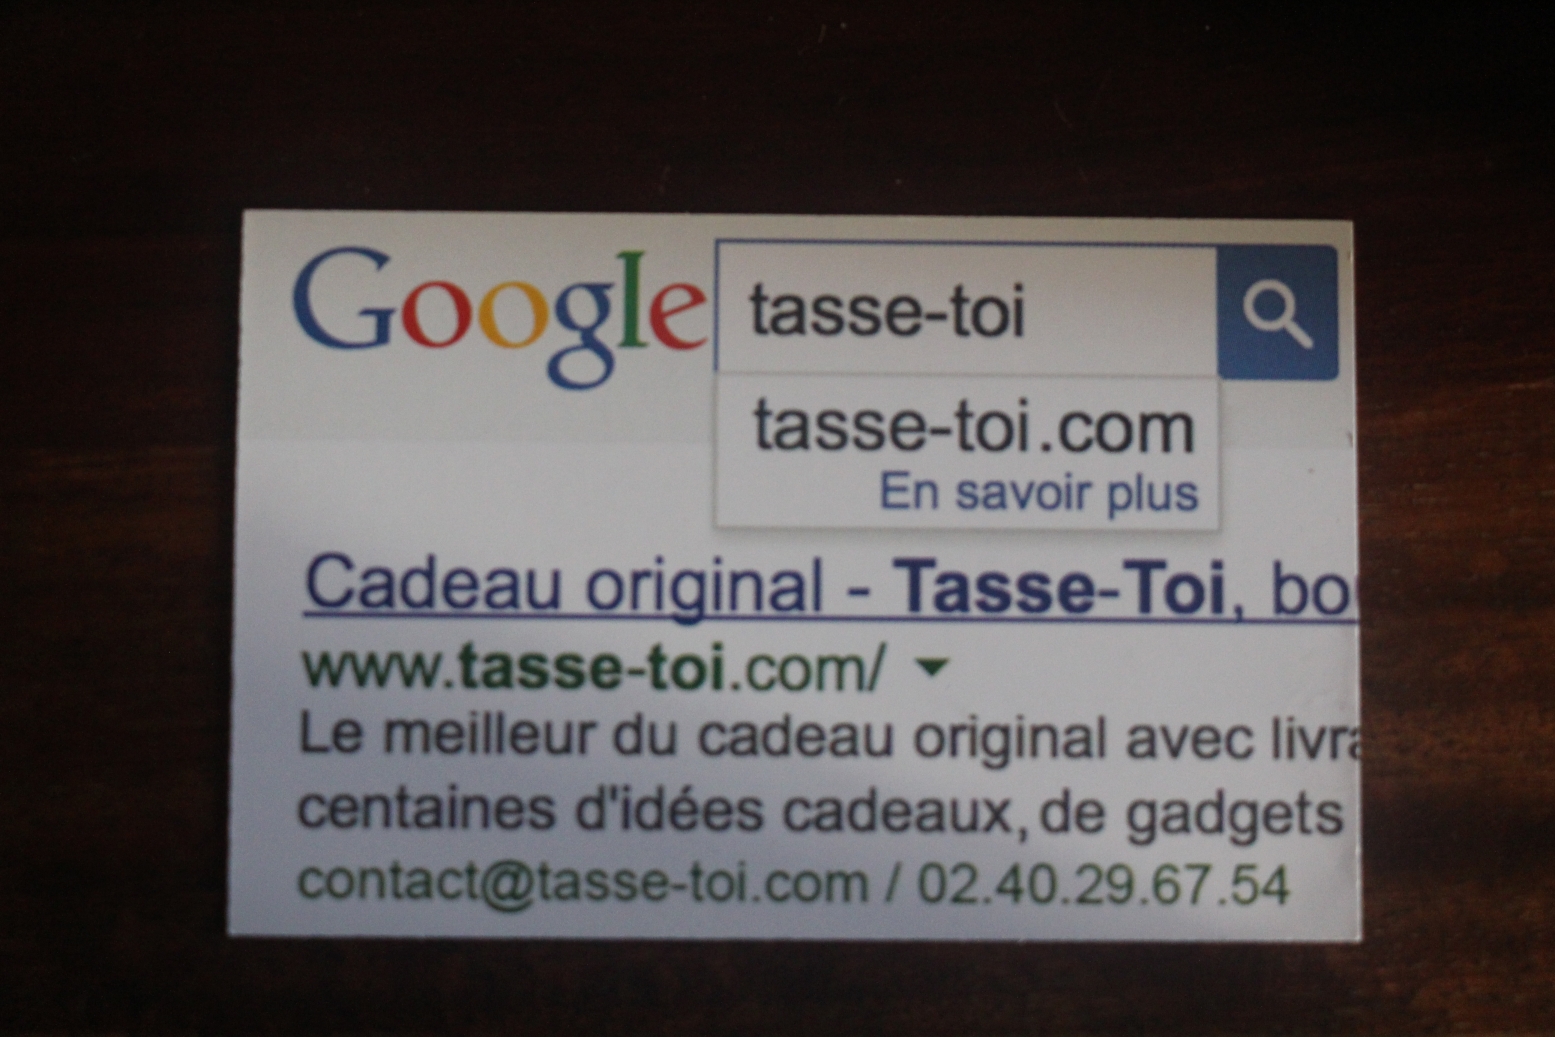 Google tasse-toi
tasse-toi.com
En savoir plus
Cadeau original - Tasse-Toi, bou
www.tasse-toi.com/
Le meilleur du cadeau original avec livra
centaines d'idées cadeaux, de gadgets
contact@tasse-toi.com / 02.40.29.67.54